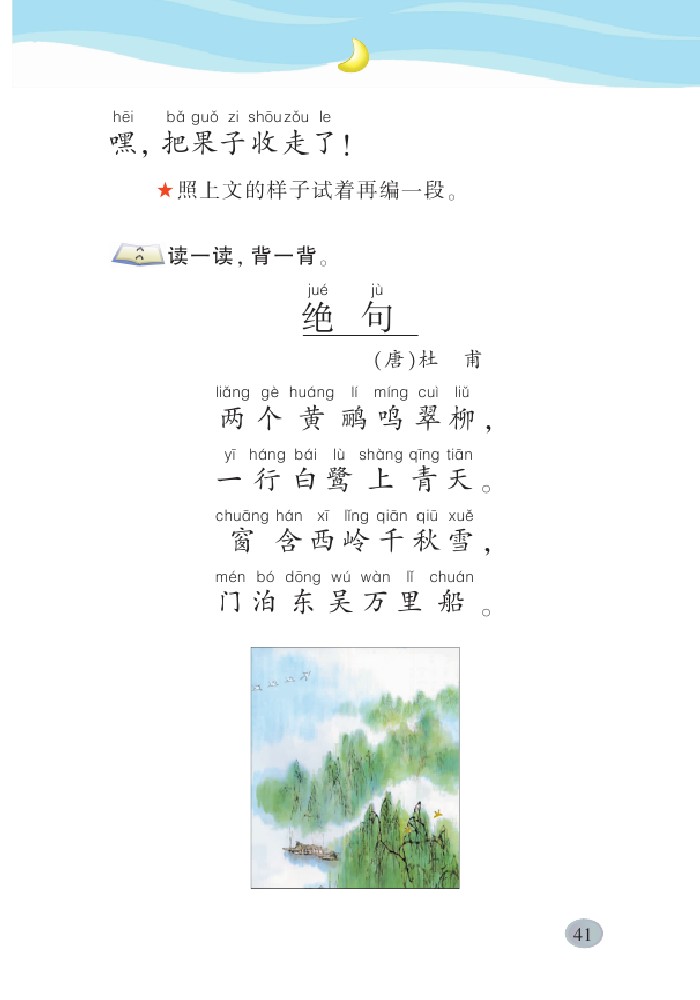 hēi bǎ guǒ zi shōu zǒu le
嘿，把果子收走了！
★照上文的样子试着再编一段。
读一读，背一背。
jué jù
绝 句
（唐）杜 甫
liǎng gè huáng lí míng cuì liǔ
两个黄鹂鸣翠柳，
yī háng bái lù shàng qīng tiān
一行白鹭上青天。
chuāng hán xī lǐng qiān qiū xuě
窗含西岭千秋雪，
mén bó dōng wú wàn lǐ chuán
门泊东吴万里船。
41